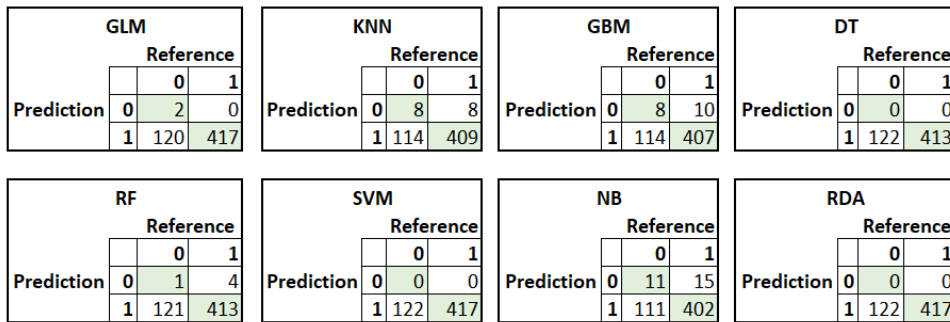 GLM
Reference
0 1
Prediction 0 2 0
1 120 417
KNN
Reference
0 1
Prediction 0 8 8
1 114 409
GBM
Reference
0 1
Prediction 0 8 10
1 114 407
DT
Reference
0 1
Prediction 0 0 0
1 122 413
RF
Reference
0 1
Prediction 0 1 4
1 121 413
SVM
Reference
0 1
Prediction 0 0 0
1 122 417
NB
Reference
0 1
Prediction 0 11 15
1 111 402
RDA
Reference
0 1
Prediction 0 0 0
1 122 417